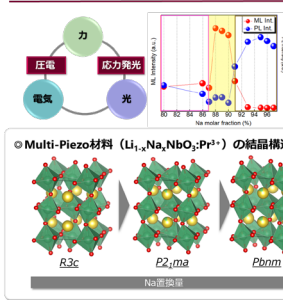 力
圧電
応力発光
電気
光
ML Int.
PL Int.
ML Intensity (a.u.)
80 82 84 86 88 90 92 94 96
Na molar fraction (%)
◎Multi-Piezo材料（Li1-xNaxNbO3:Pr3+）の結晶構造
R3c
P21ma
Pbnm
Na置換量